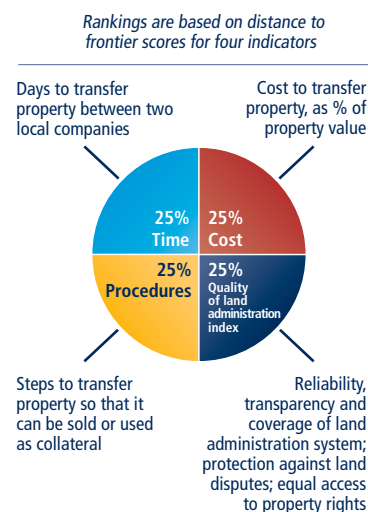 Rankings are based on distance to
frontier scores for four indicators
Days to transfer
property between two
local companies
Cost to transfer
property, as % of
property value
25%
Time
25%
Cost
25%
Procedures
25%
Quality
of land
administration
index
Steps to transfer
property so that it
can be sold or used
as collateral
Reliability,
transparency and
coverage of land
administration system;
protection against land
disputes; equal access
to property rights